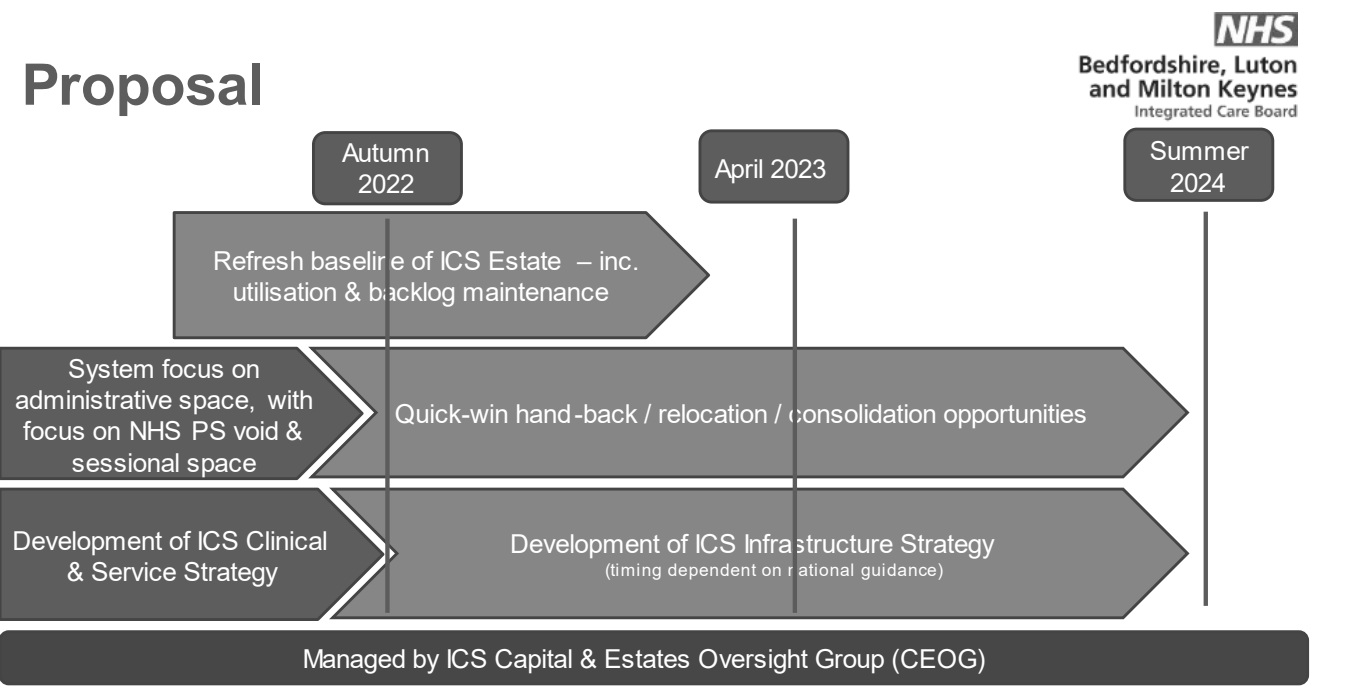 NHS
Bedfordshire, Luton
and Milton Keynes
Integrated Care Board
Proposal
Autumn
2022
April 2023
Summer
2024
Refresh baseline of ICS Estate – inc.
utilisation & backlog maintenance
System focus on
administrative space, with
focus on NHS PS void &
sessional space
Quick-win hand-back / relocation / consolidation opportunities
Development of ICS Clinical
& Service Strategy
Development of ICS Infrastructure Strategy
(timing dependent on national guidance)
Managed by ICS Capital & Estates Oversight Group (CEOG)